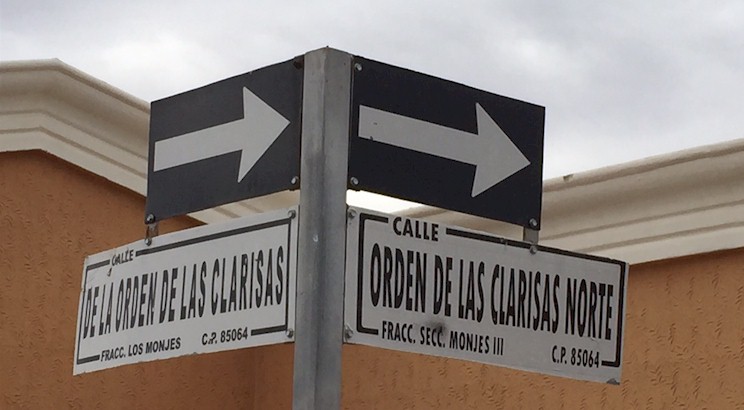 CALLE
DE LA ORDEN DE LAS CLARISAS
FRACC. LOS MONJES C.P. 85064
CALLE
ORDEN DE LAS CLARISAS NORTE
FRACC. SECC. MONJES III C.P. 85064